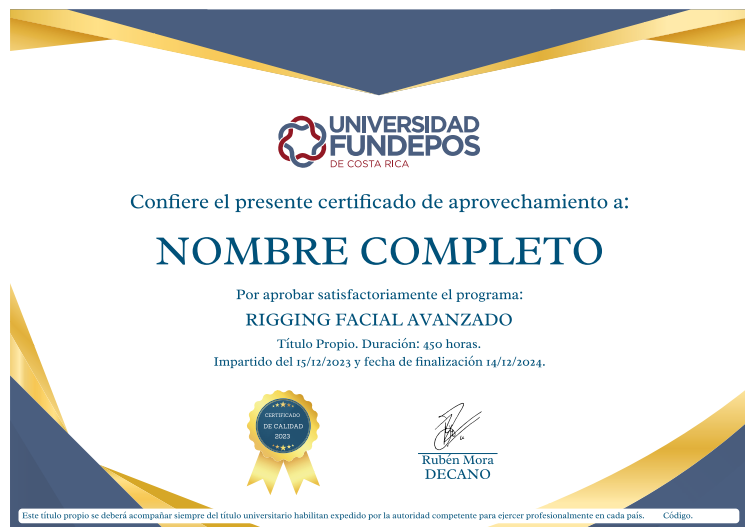 UNIVERSIDAD
FUNDEPOS
DE COSTA RICA
Confiere el presente certificado de aprovechamiento a:
NOMBRE COMPLETO
Por aprobar satisfactoriamente el programa:
RIGGING FACIAL AVANZADO
Título Propio. Duración: 450 horas.
Impartido del 15/12/2023 y fecha de finalización 14/12/2024.
CERTIFICADO
DE CALIDAD
2023
Rubén Mora
DECANO
Este título propio se deberá acompañar siempre del título universitario habilitan expedido por la autoridad competente para ejercer profesionalmente en cada país. Código.